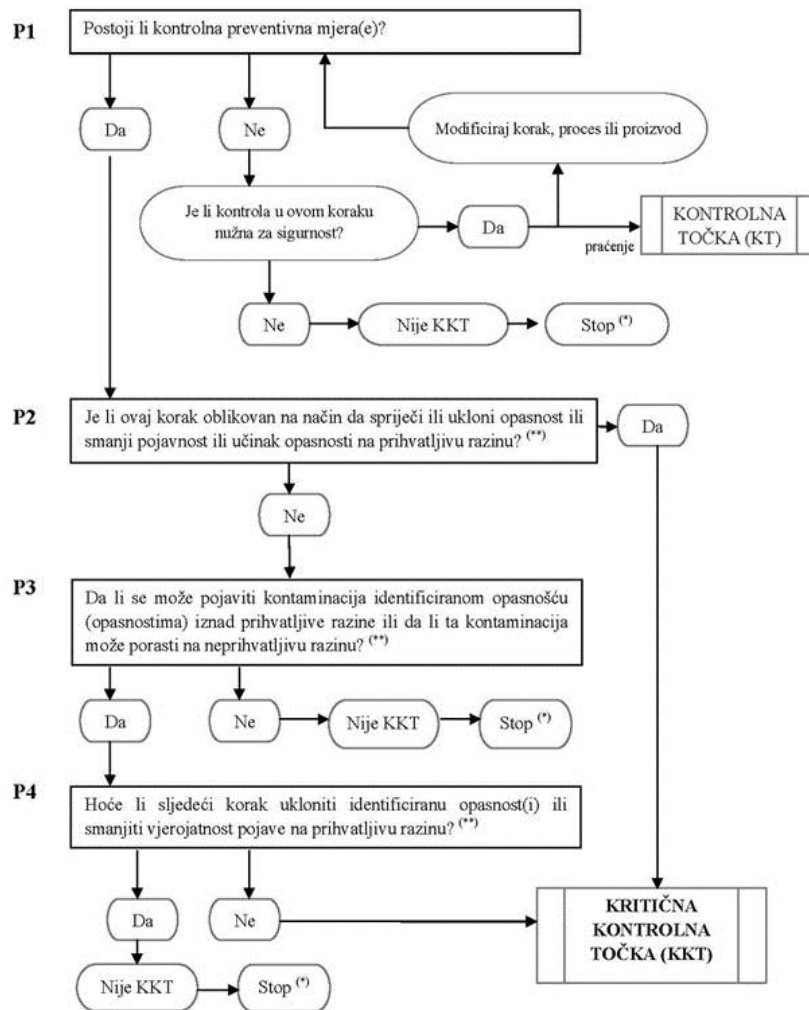 P1
Postoji li kontrolna preventivna mjera(e)?
Da
Ne
Modificiraj korak, proces ili proizvod
Je li kontrola u ovom koraku
nužna za sigurnost?
Da
praćenje
KONTROLNA
TOČKA (KT)
Ne
Nije KKT
Stop (*)
P2
Je li ovaj korak oblikovan na način da spriječi ili ukloni opasnost ili
smanji pojavnost ili učinak opasnosti na prihvatljivu razinu? (**)
Da
Ne
P3
Da li se može pojaviti kontaminacija identificiranom opasnošću
(opasnostima) iznad prihvatljive razine ili da li ta kontaminacija
može porasti na neprihvatljivu razinu? (**)
Da
Ne
Nije KKT
Stop (*)
P4
Hoće li sljedeći korak ukloniti identificiranu opasnost(i) ili
smanjiti vjerojatnost pojave na prihvatljivu razinu? (**)
Da
Ne
KRITIČNA
KONTROLNA
TOČKA (KKT)
Nije KKT
Stop (*)